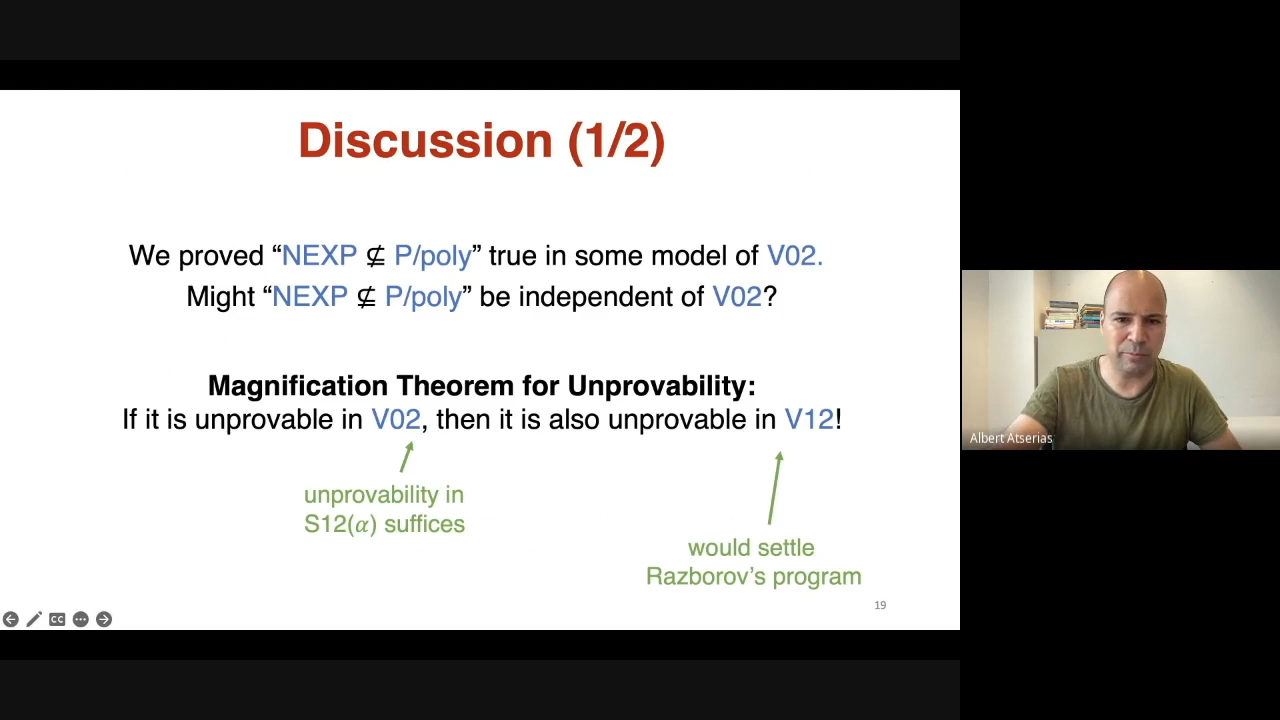 Discussion (1/2)
We proved “NEXP ⊈ P/poly” true in some model of V02.
Might “NEXP ⊈ P/poly” be independent of V02?
Magnification Theorem for Unprovability:
If it is unprovable in V02, then it is also unprovable in V12!
unprovability in
S12(α) suffices
would settle
Razborov’s program
19
CC
Albert Atserias